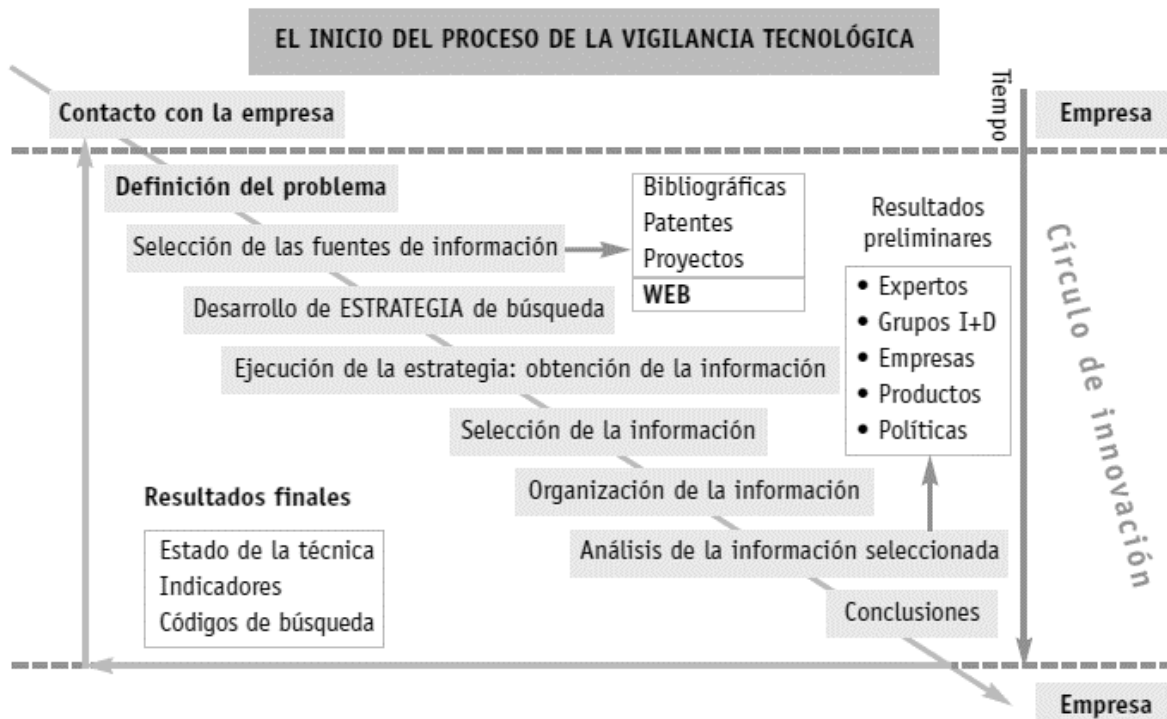 EL INICIO DEL PROCESO DE LA VIGILANCIA TECNOLÓGICA
Tiempo
Contacto con la empresa
Empresa
Definición del problema
Bibliográficas
Patentes
Proyectos
WEB
Selección de las fuentes de información
Resultados
preliminares
• Expertos
• Grupos I+D
• Empresas
• Productos
• Políticas
Círculo de innovación
Desarrollo de ESTRATEGIA de búsqueda
Ejecución de la estrategia: obtención de la información
Selección de la información
Organización de la información
Resultados finales
Estado de la técnica
Indicadores
Códigos de búsqueda
Análisis de la información seleccionada
Conclusiones
Empresa